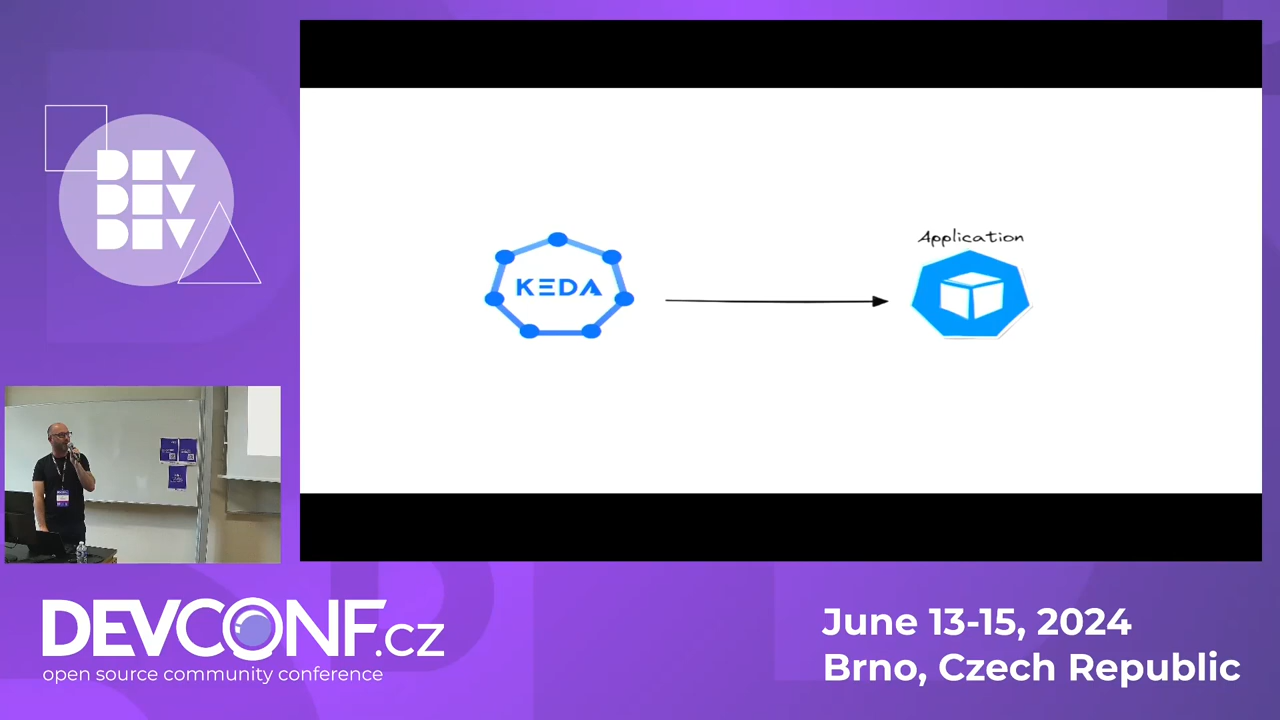 DEV
DEV
DEV
KEDA
Application
DEVCONF.cz
open source community conference
June 13-15, 2024
Brno, Czech Republic